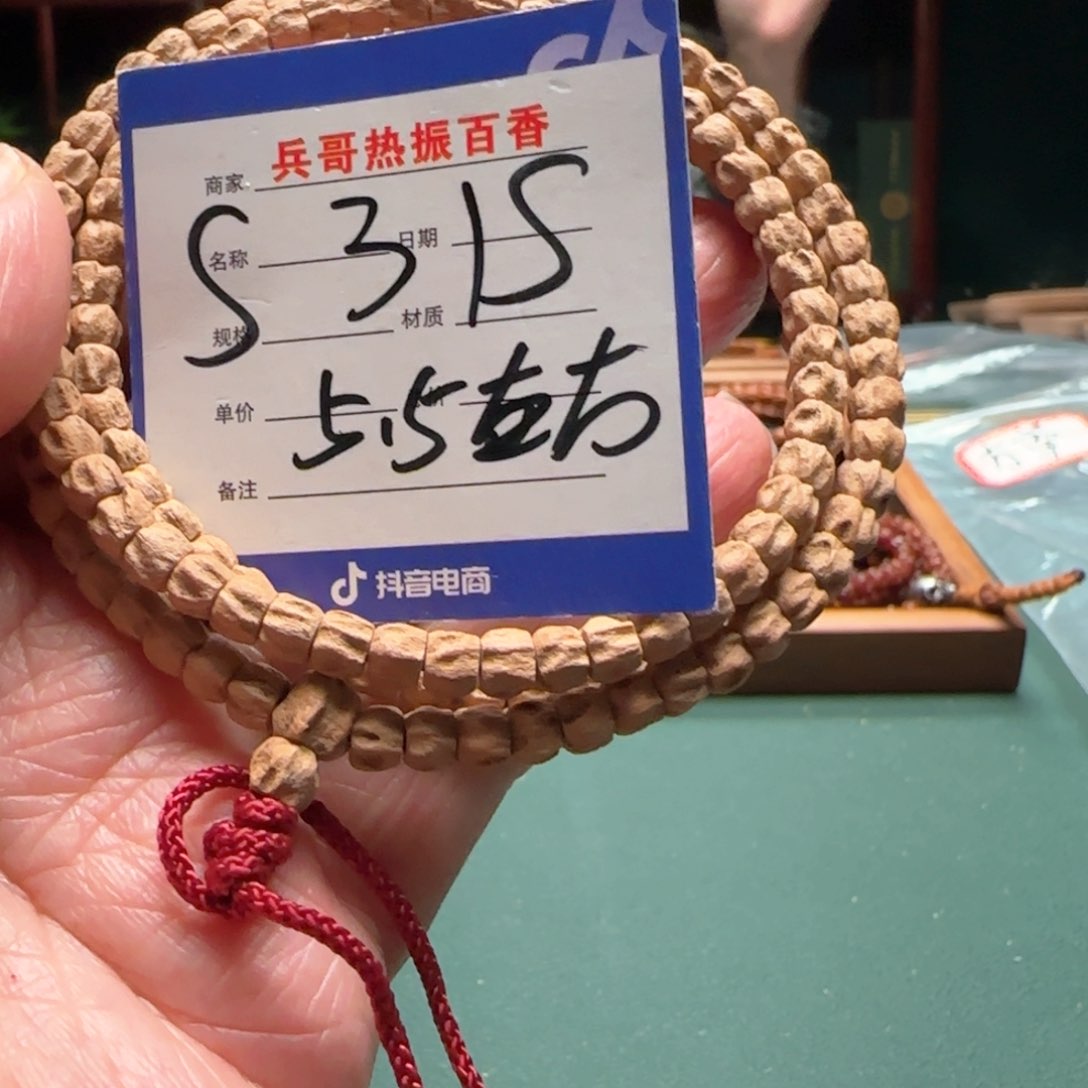 兵哥热振百香
商家
S 3 15
名称 日期
规格 材质
5.5左右
单价
备注
抖音电商